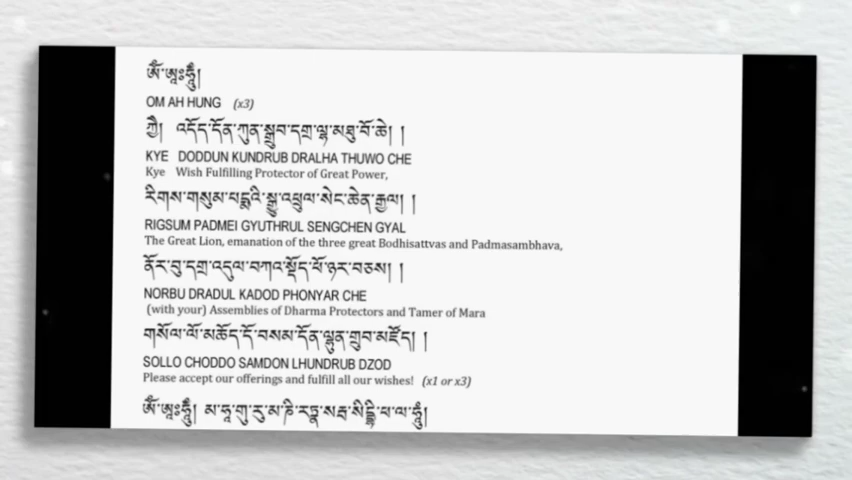 ༀ་ཨཱཿཧཱུྃ།
OM AH HUNG (x3)
ཀྱཻ། འདོད་དོན་ཀུན་སྒྲུབ་དགྲ་ལྷ་མཐུ་བོ་ཆེ། །
KYE DODDUN KUNDRUB DRALHA THUWO CHE
Kye Wish Fulfilling Protector of Great Power,
རིགས་གསུམ་པདྨའི་སྒྱུ་འཕྲུལ་སེང་ཆེན་རྒྱལ། །
RIGSUM PADMEI GYUTHRUL SENGCHEN GYAL
The Great Lion, emanation of the three great Bodhisattvas and Padmasambhava,
ནོར་བུ་དགྲ་འདུལ་བཀའ་སྡོད་ཕོ་ཉར་བཅས། །
NORBU DRADUL KADOD PHONYAR CHE
(with your) Assemblies of Dharma Protectors and Tamer of Mara
གསོལ་ལོ་མཆོད་དོ་བསམ་དོན་ལྷུན་གྲུབ་མཛོད། །
SOLLO CHODDO SAMDON LHUNDRUB DZOD
Please accept our offerings and fulfill all our wishes! (x1 or x3)
ༀ་ཨཱཿཧཱུྃ། མ་ཧཱ་གུ་རུ་མ་ཎི་རཏྣ་སརྦ་སིདྡྷི་ཕ་ལ་ཧཱུྃ།